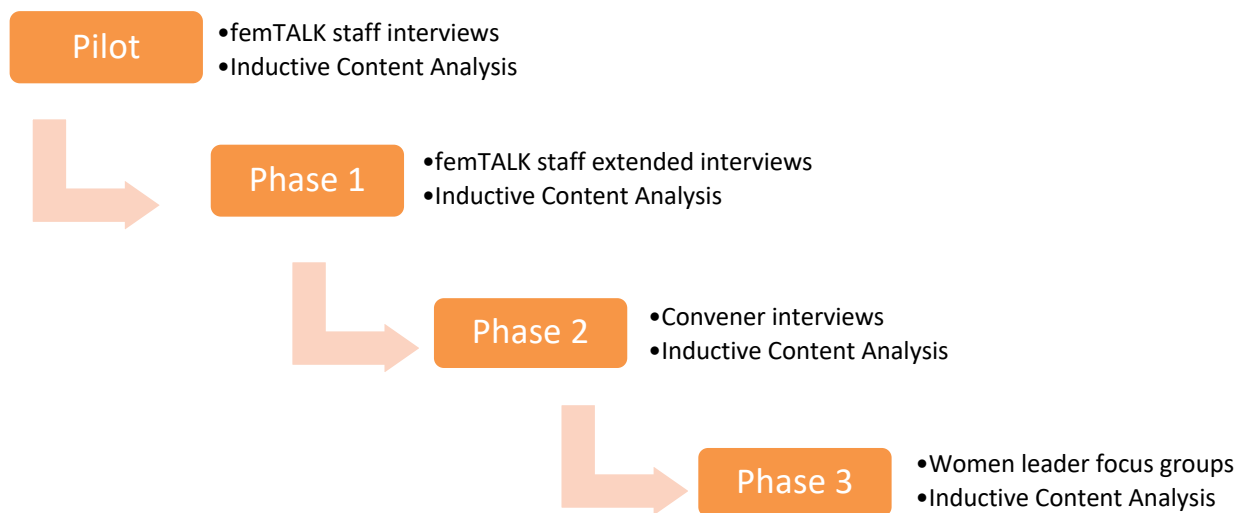 Pilot
•femTALK staff interviews
•Inductive Content Analysis
Phase 1
•femTALK staff extended interviews
•Inductive Content Analysis
Phase 2
•Convener interviews
•Inductive Content Analysis
Phase 3
•Women leader focus groups
•Inductive Content Analysis